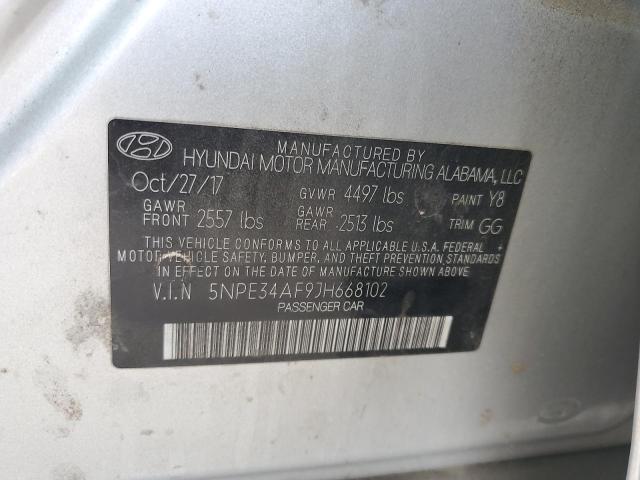 MANUFACTURED BY
HYUNDAI MOTOR MANUFACTURING ALABAMA, LLC
Oct/27/17 GVWR 4497 lbs PAINT Y8
GAWR FRONT 2557 lbs GAWR REAR 2513 lbs TRIM GG
THIS VEHICLE CONFORMS TO ALL APPLICABLE U.S.A. FEDERAL
MOTOR VEHICLE SAFETY, BUMPER, AND THEFT PREVENTION STANDARDS
IN EFFECT ON THE DATE OF MANUFACTURE SHOWN ABOVE.
V.I.N 5NPE34AF9JH668102
PASSENGER CAR